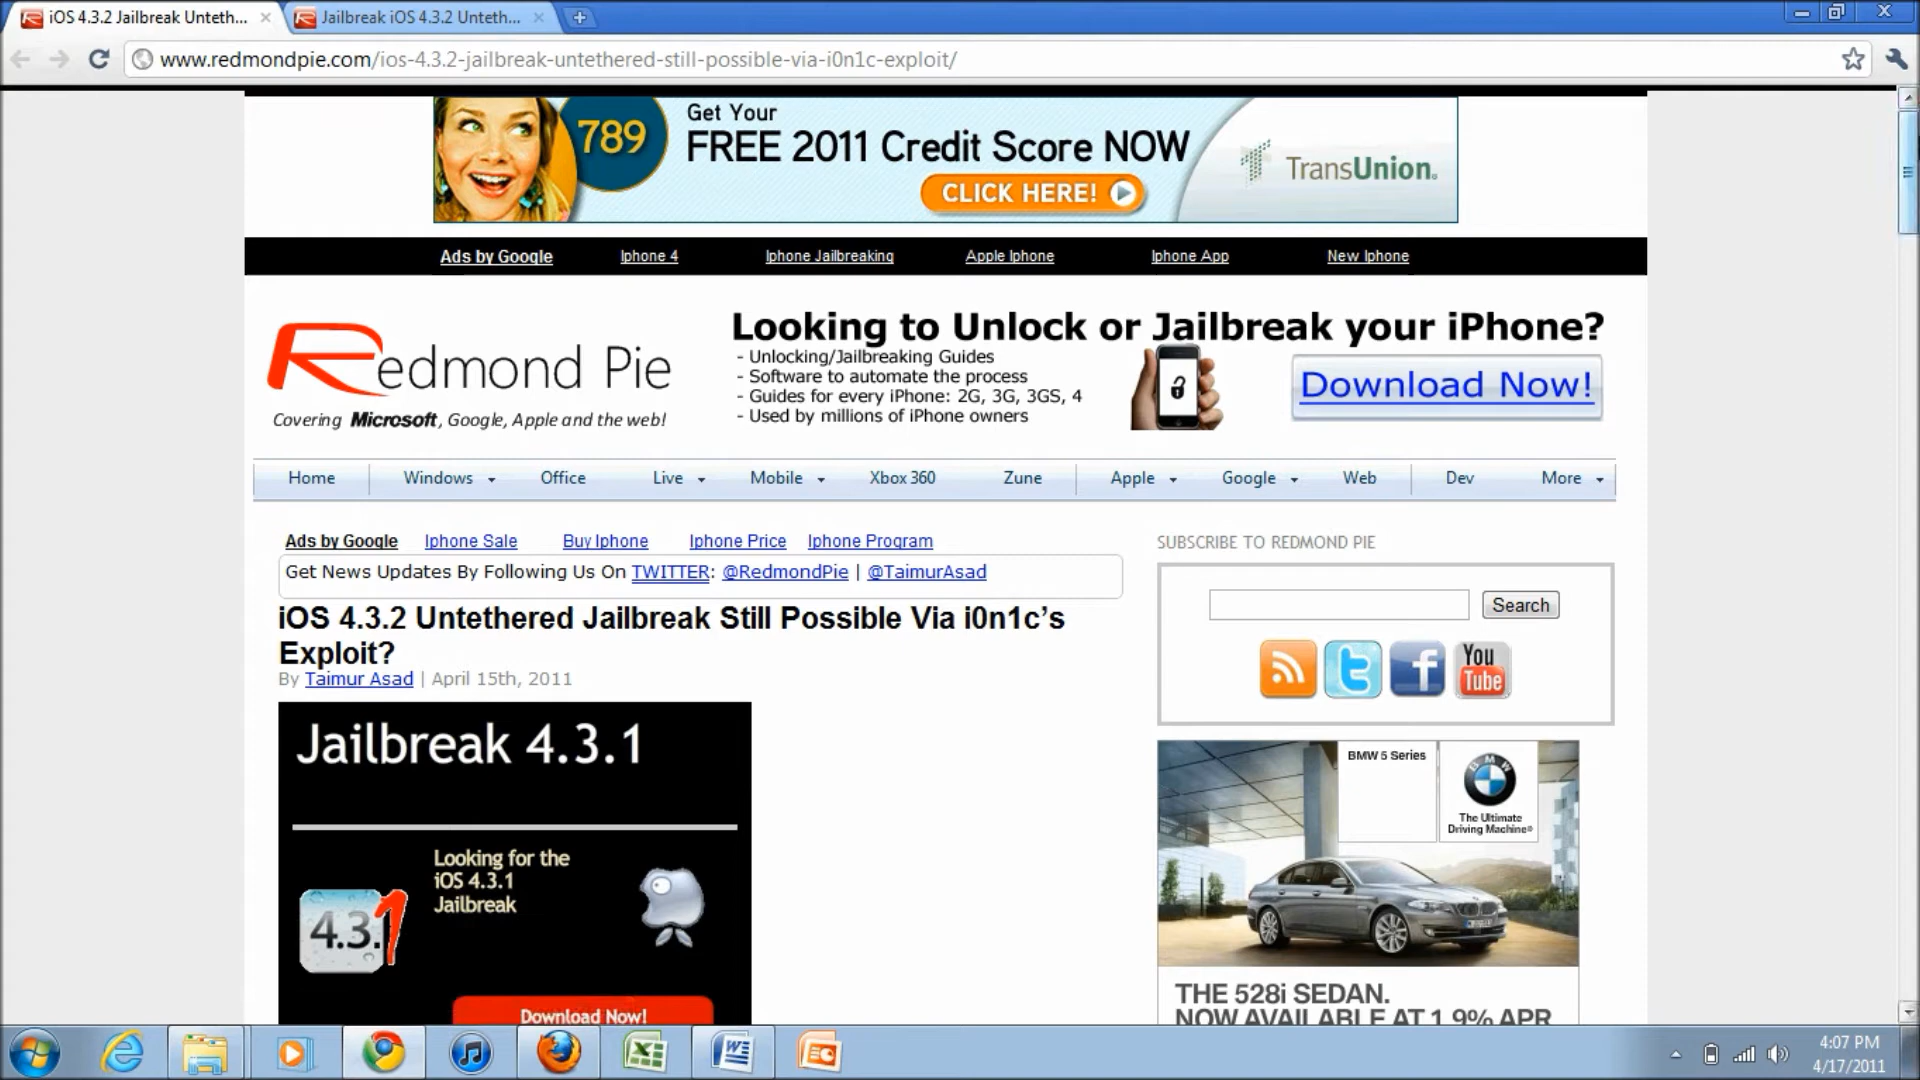 iOS 4.3.2 Jailbreak Unteth...
Jailbreak iOS 4.3.2 Unteth...
www.redmondpie.com/ios-4.3.2-jailbreak-untethered-still-possible-via-i0n1c-exploit/
789
Get Your
FREE 2011 Credit Score NOW
CLICK HERE!
TransUnion.
Ads by Google Iphone 4 Iphone Jailbreaking Apple Iphone Iphone App New Iphone
Redmond Pie
Covering Microsoft, Google, Apple and the web!
Looking to Unlock or Jailbreak your iPhone?
- Unlocking/Jailbreaking Guides
- Software to automate the process
- Guides for every iPhone: 2G, 3G, 3GS, 4
- Used by millions of iPhone owners
Download Now!
Home Windows Office Live Mobile Xbox 360 Zune Apple Google Web Dev More
Ads by Google Iphone Sale Buy Iphone Iphone Price Iphone Program
Get News Updates By Following Us On TWITTER: @RedmondPie | @TaimurAsad
iOS 4.3.2 Untethered Jailbreak Still Possible Via i0n1c’s
Exploit?
By Taimur Asad | April 15th, 2011
Jailbreak 4.3.1
Looking for the
iOS 4.3.1
Jailbreak
4.3.1
Download Now!
SUBSCRIBE TO REDMOND PIE
Search
You
Tube
BMW 5 Series
BMW
The Ultimate
Driving Machine®
THE 528i SEDAN.
NOW AVAILABLE AT 1.9% APR
4:07 PM
4/17/2011